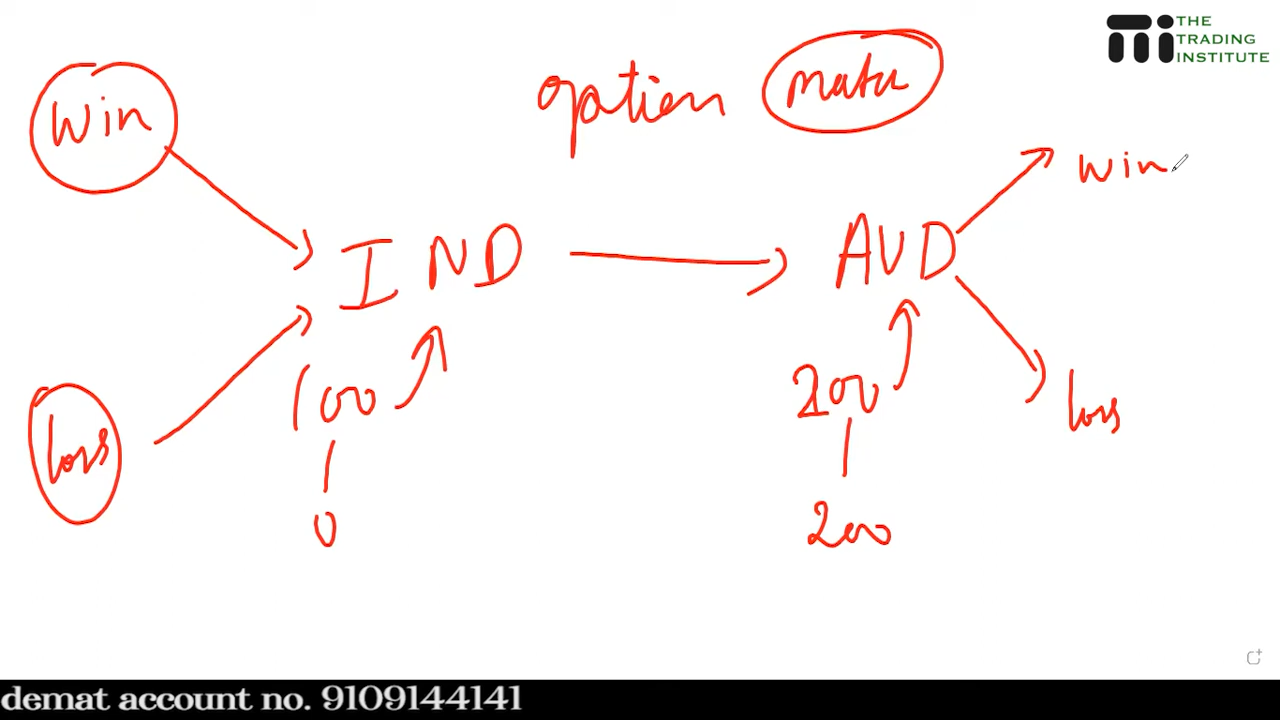 THE
TRADING
INSTITUTE
option
win
win
IND
AUD
100
200
loss
loss
0
200
demat account no. 9109144141